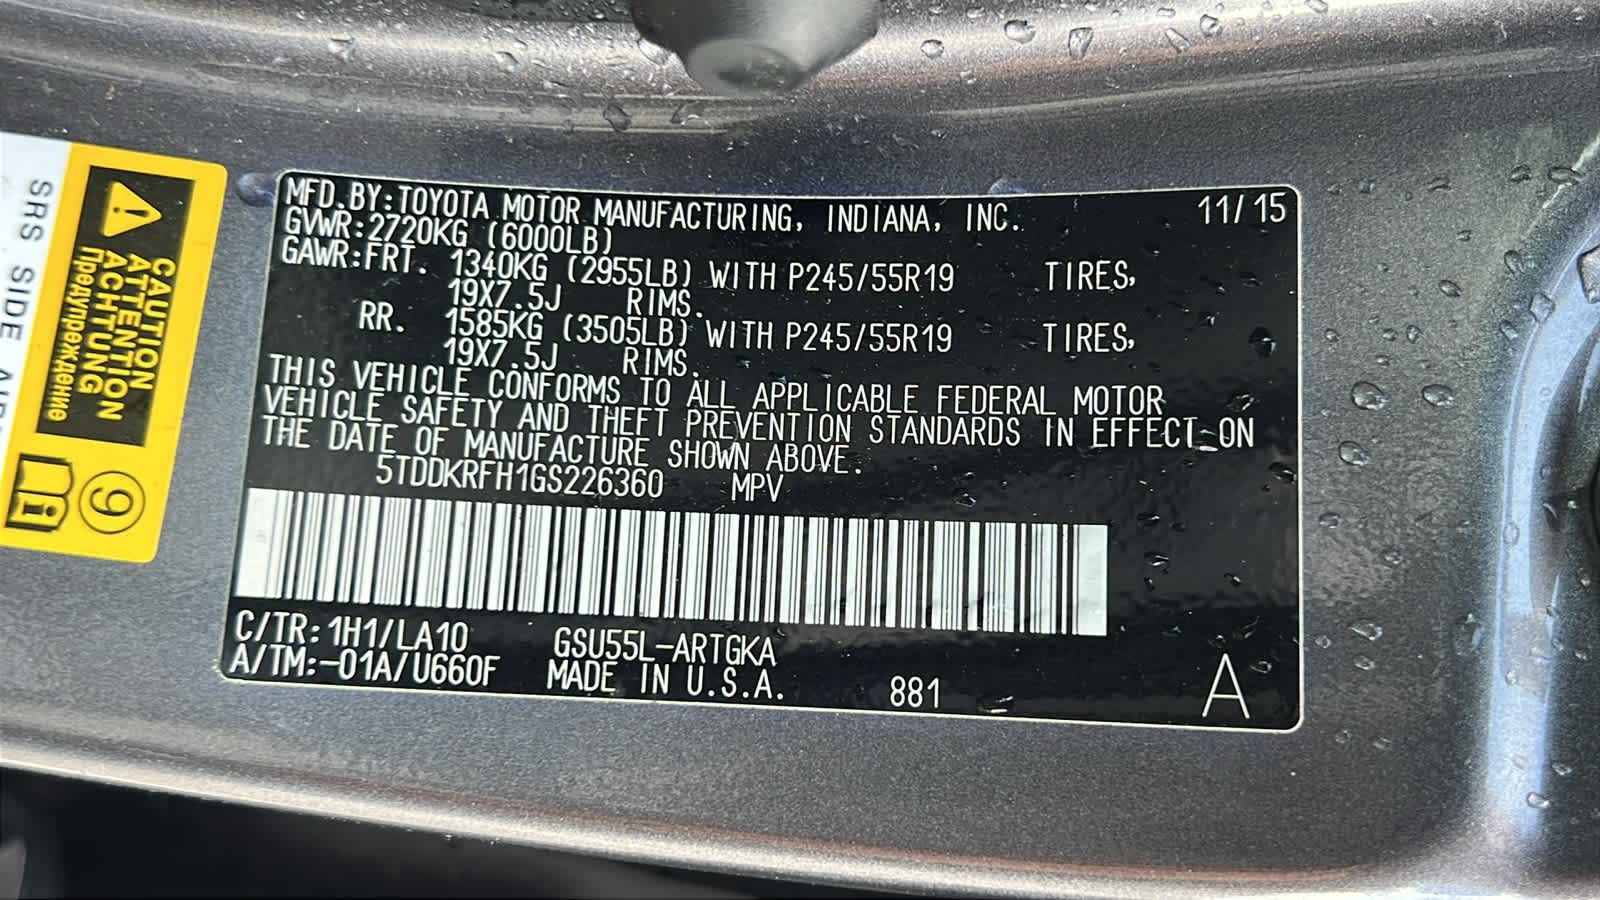 MFD.BY:TOYOTA MOTOR MANUFACTURING, INDIANA, INC. 11/15
GVWR:2720KG (6000LB)
GAWR:FRT. 1340KG (2955LB) WITH P245/55R19 TIRES,
19X7.5J RIMS.
RR. 1585KG (3505LB) WITH P245/55R19 TIRES,
19X7.5J RIMS.
THIS VEHICLE CONFORMS TO ALL APPLICABLE FEDERAL MOTOR
VEHICLE SAFETY AND THEFT PREVENTION STANDARDS IN EFFECT ON
THE DATE OF MANUFACTURE SHOWN ABOVE.
5TDDKRFH1GS226360 MPV
C/TR:1H1/LA10 GSU55L-ARTGKA
A/TM:-01A/U660F MADE IN U.S.A. 881 A
CAUTION
ATTENTION
ACHTUNG
Предупреждение
9
i
SRS SIDE